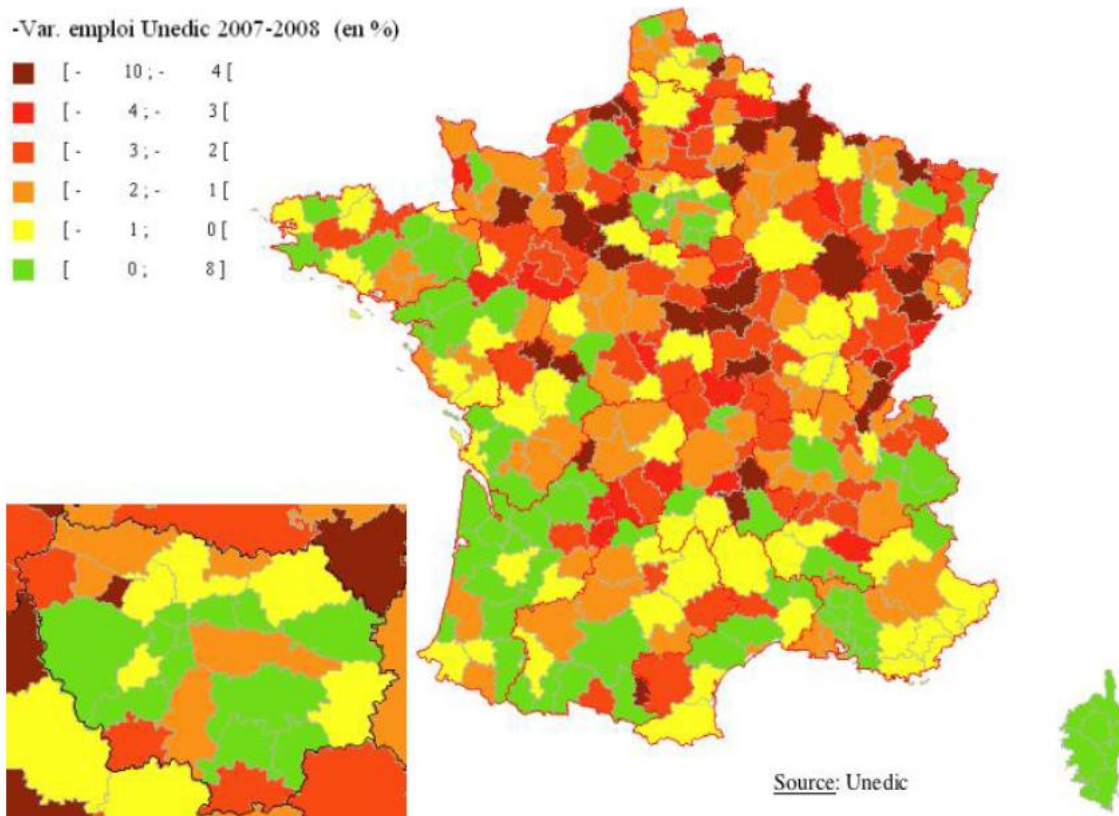 -Var. emploi Unedic 2007-2008 (en %)
[ - 10 ; - 4 [
[ - 4 ; - 3 [
[ - 3 ; - 2 [
[ - 2 ; - 1 [
[ - 1 ; 0 [
[ 0 ; 8 ]
Source: Unedic